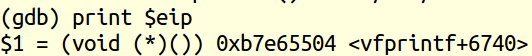 (gdb) print $eip
$1 = (void (*)()) 0xb7e65504 <vfprintf+6740>